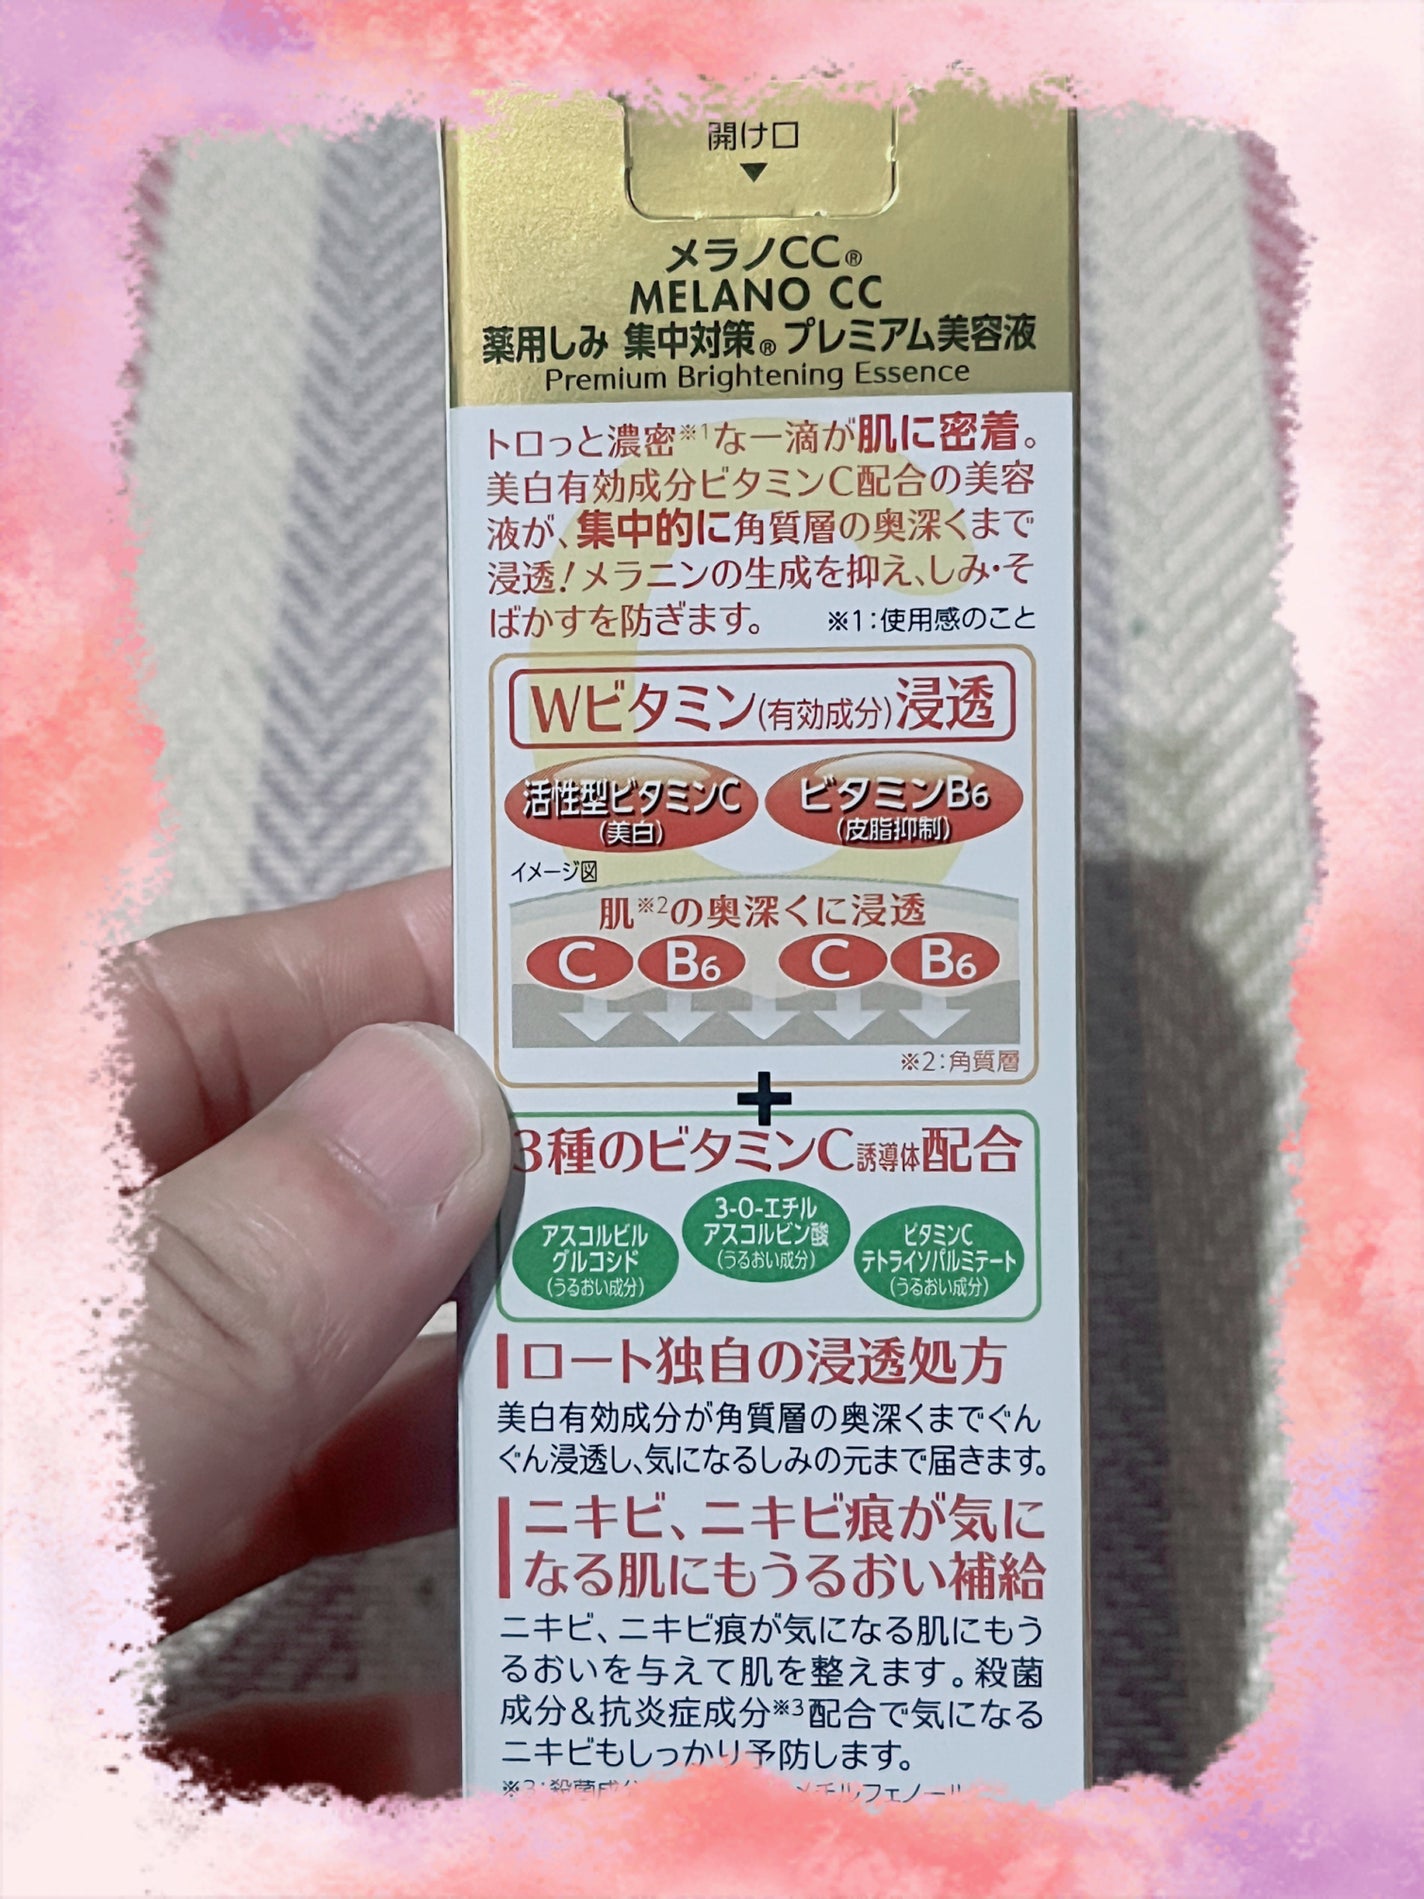 開け口
メラノCC®
MELANO CC
薬用しみ 集中対策® プレミアム美容液
Premium Brightening Essence
トロっと濃密※1な一滴が肌に密着。
美白有効成分ビタミンC配合の美容
液が、集中的に角質層の奥深くまで
浸透!メラニンの生成を抑え、しみ・そ
ばかすを防ぎます。 ※1:使用感のこと
Wビタミン(有効成分)浸透
活性型ビタミンC ビタミンB6
(美白) (皮脂抑制)
イメージ図
肌※2の奥深くに浸透
C B6 C B6
※2:角質層
+
3種のビタミンC誘導体配合
アスコルビル
グルコシド
(うるおい成分)
3-O-エチル
アスコルビン酸
(うるおい成分)
ビタミンC
テトライソパルミテート
(うるおい成分)
ロート独自の浸透処方
美白有効成分が角質層の奥深くまでぐん
ぐん浸透し、気になるしみの元まで届きます。
ニキビ、ニキビ痕が気に
なる肌にもうるおい補給
ニキビ、ニキビ痕が気になる肌にもう
るおいを与えて肌を整えます。殺菌
成分&抗炎症成分※3配合で気になる
ニキビもしっかり予防します。
※3:殺菌成分 メチルフェノール